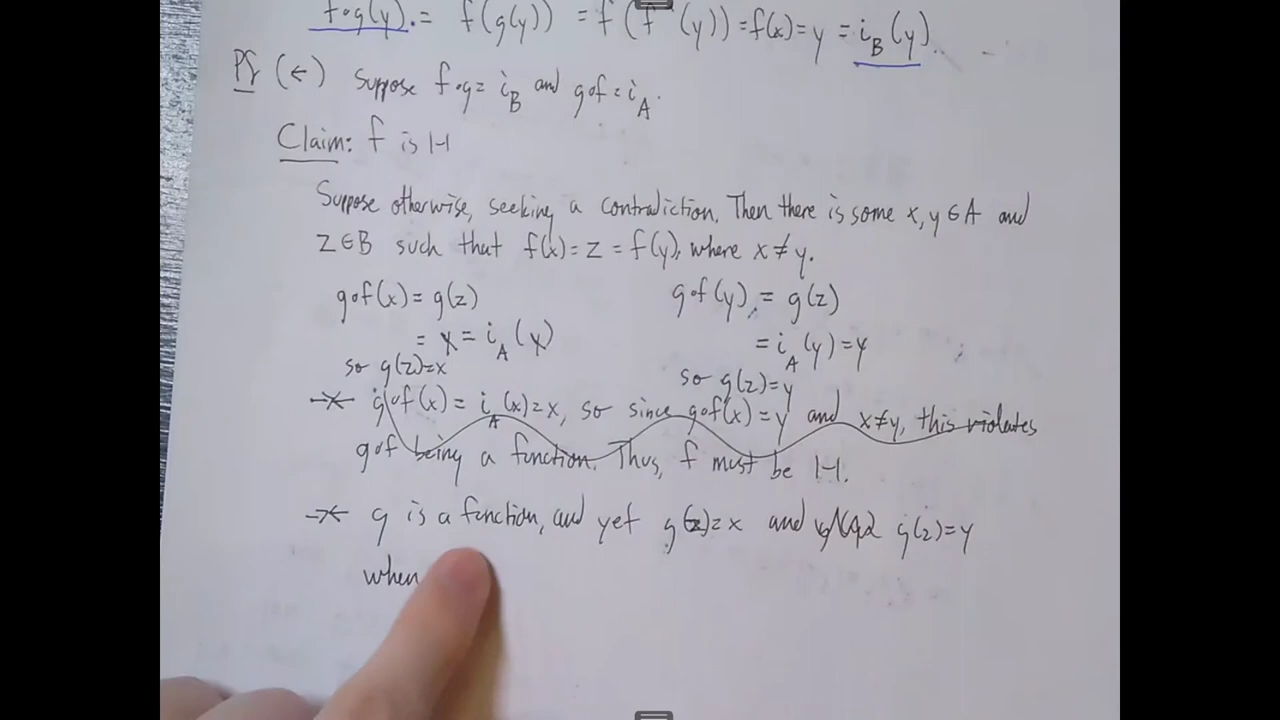 f∘g(y) = f(g(y)) = f(f (y)) = f(x) = y = i_B(y).
Pf (←) Suppose f∘g = i_B and g∘f = i_A.
Claim: f is 1-1
Suppose otherwise, seeking a contradiction. Then there is some x, y ∈ A and
z ∈ B such that f(x) = z = f(y), where x ≠ y.
g∘f(x) = g(z) g∘f(y) = g(z)
= x = i_A(x) = i_A(y) = y
so g(z) = x so g(z) = y
→← g∘f(x) = i_A(x) = x, so since g∘f(x) = y and x ≠ y, this violates
g∘f being a function. Thus, f must be 1-1.
→← g is a function, and yet g(z) = x and g(z) = y
when